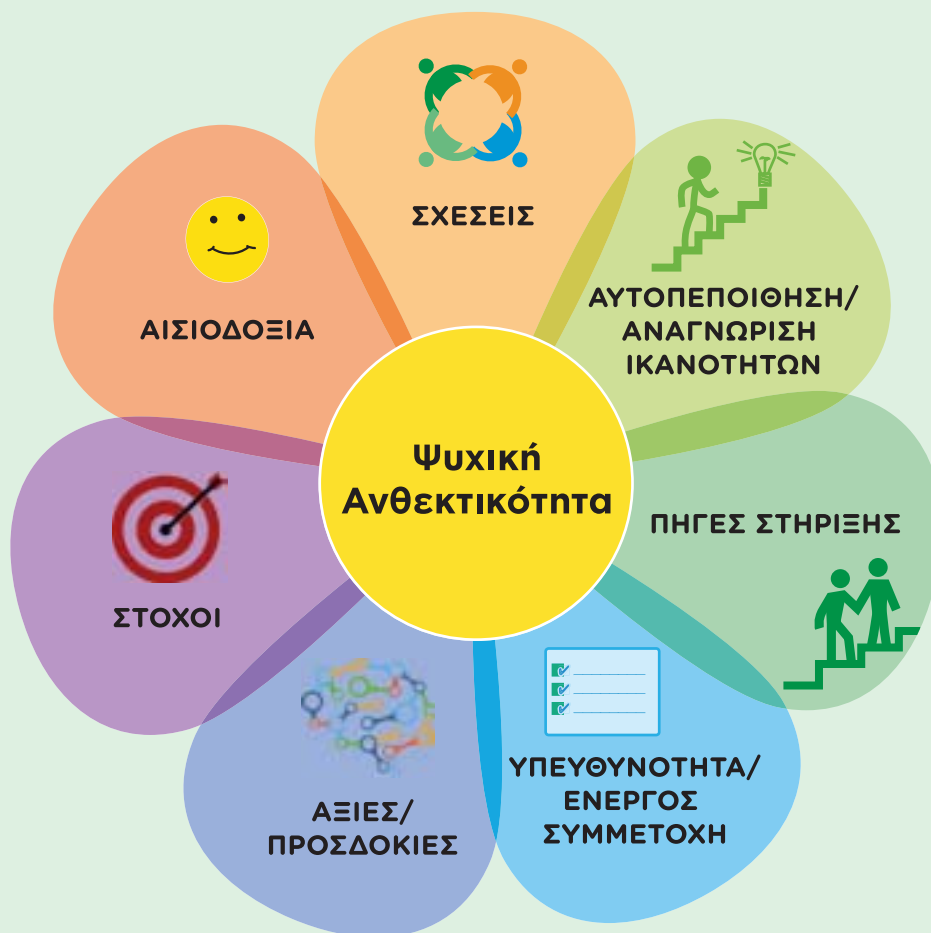 ΣΧΕΣΕΙΣ
ΑΥΤΟΠΕΠΟΙΘΗΣΗ/
ΑΝΑΓΝΩΡΙΣΗ
ΙΚΑΝΟΤΗΤΩΝ
ΠΗΓΕΣ ΣΤΗΡΙΞΗΣ
ΥΠΕΥΘΥΝΟΤΗΤΑ/
ΕΝΕΡΓΟΣ
ΣΥΜΜΕΤΟΧΗ
ΑΞΙΕΣ/
ΠΡΟΣΔΟΚΙΕΣ
ΣΤΟΧΟΙ
ΑΙΣΙΟΔΟΞΙΑ
Ψυχική
Ανθεκτικότητα